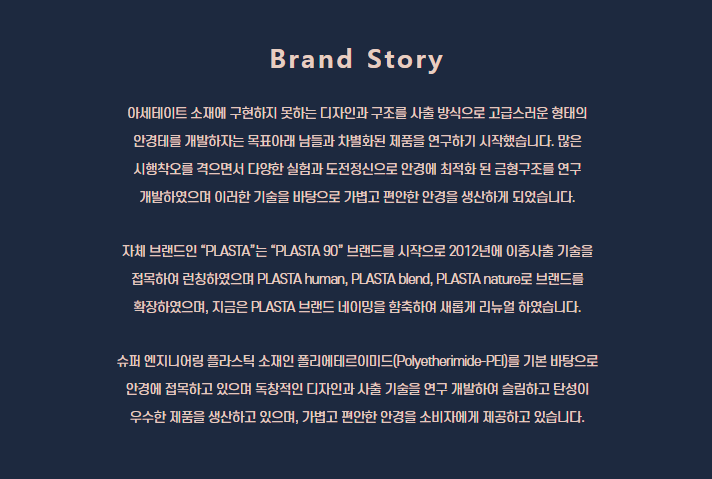 Brand Story
아세테이트 소재에 구현하지 못하는 디자인과 구조를 사출 방식으로 고급스러운 형태의
안경테를 개발하자는 목표아래 남들과 차별화된 제품을 연구하기 시작했습니다. 많은
시행착오를 격으면서 다양한 실험과 도전정신으로 안경에 최적화 된 금형구조를 연구
개발하였으며 이러한 기술을 바탕으로 가볍고 편안한 안경을 생산하게 되었습니다.
자체 브랜드인 “PLASTA”는 “PLASTA 90” 브랜드를 시작으로 2012년에 이중사출 기술을
접목하여 런칭하였으며 PLASTA human, PLASTA blend, PLASTA nature로 브랜드를
확장하였으며, 지금은 PLASTA 브랜드 네이밍을 함축하여 새롭게 리뉴얼 하였습니다.
슈퍼 엔지니어링 플라스틱 소재인 폴리에테르이미드(Polyetherimide-PEI)를 기본 바탕으로
안경에 접목하고 있으며 독창적인 디자인과 사출 기술을 연구 개발하여 슬림하고 탄성이
우수한 제품을 생산하고 있으며, 가볍고 편안한 안경을 소비자에게 제공하고 있습니다.